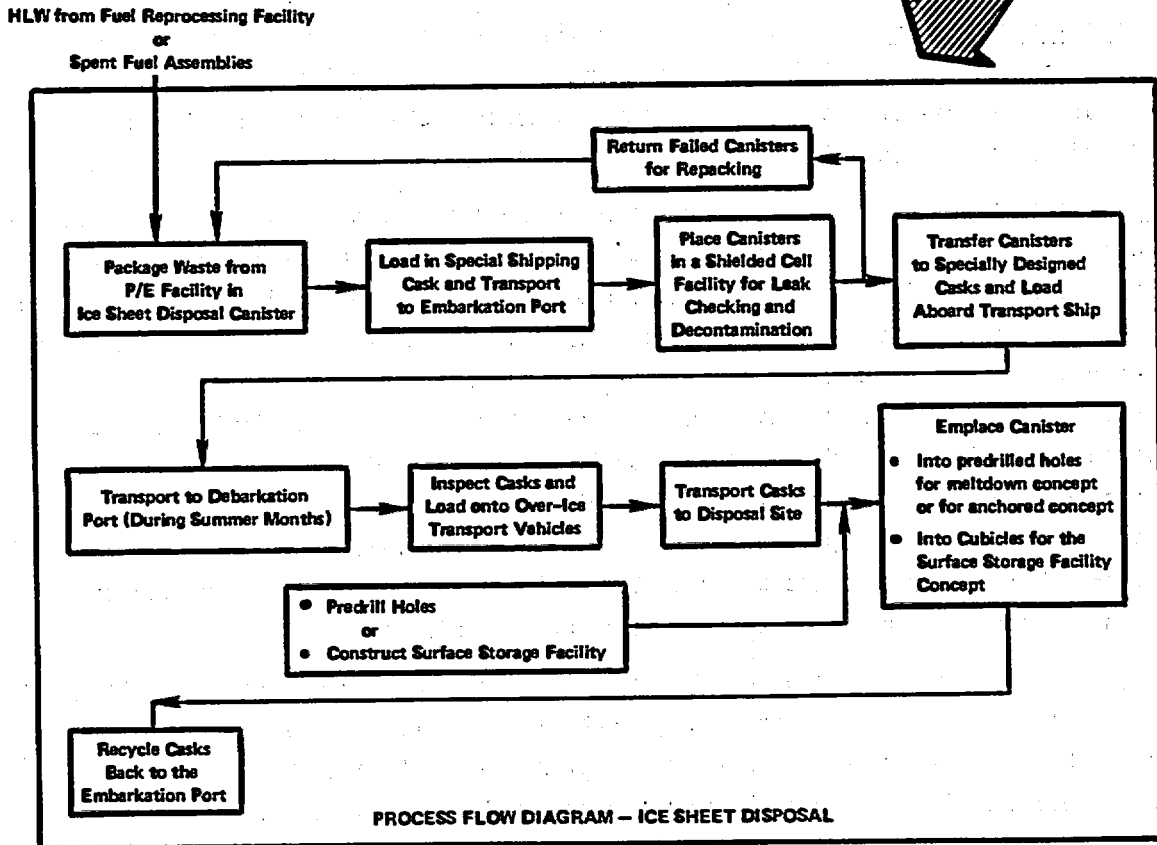 HLW from Fuel Reprocessing Facility
or
Spent Fuel Assemblies
Return Failed Canisters
for Repacking
Package Waste from
P/E Facility in
Ice Sheet Disposal Canister
Load in Special Shipping
Cask and Transport
to Embarkation Port
Place Canisters
in a Shielded Cell
Facility for Leak
Checking and
Decontamination
Transfer Canisters
to Specially Designed
Casks and Load
Aboard Transport Ship
Transport to Debarkation
Port (During Summer Months)
Inspect Casks and
Load onto Over-Ice
Transport Vehicles
Transport Casks
to Disposal Site
Emplace Canister
• Into predrilled holes
for meltdown concept
or for anchored concept
• Into Cubicles for the
Surface Storage Facility
Concept
• Predrill Holes
or
• Construct Surface Storage Facility
Recycle Casks
Back to the
Embarkation Port
PROCESS FLOW DIAGRAM – ICE SHEET DISPOSAL